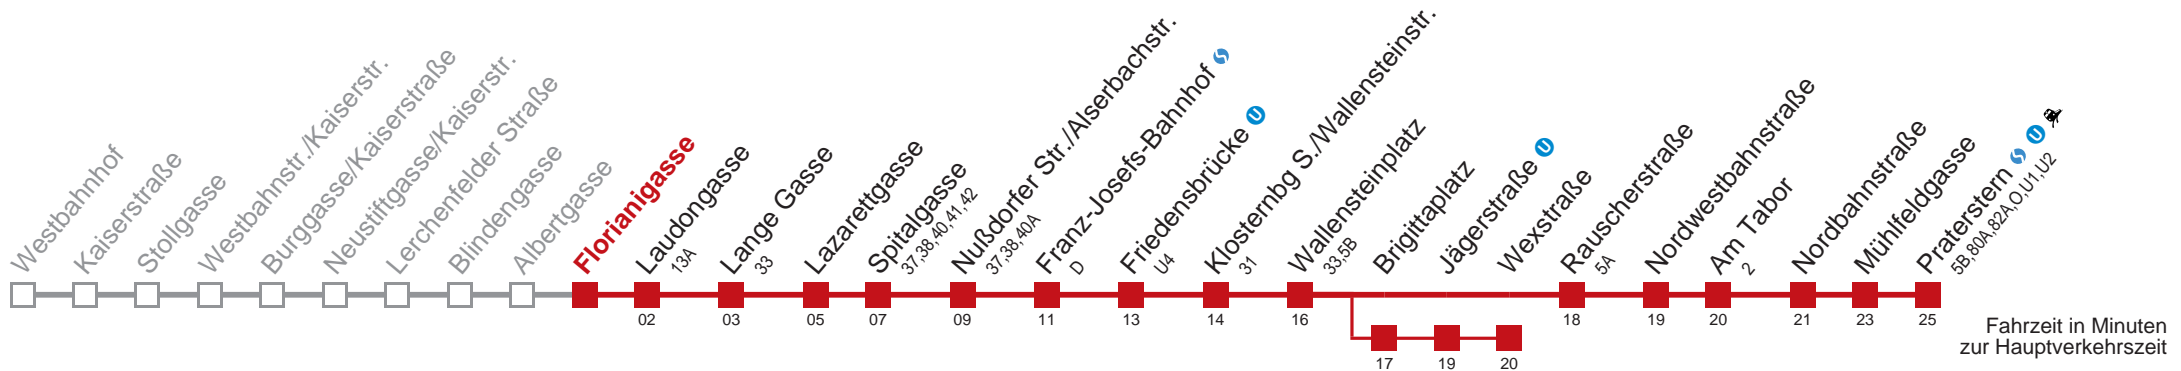 Westbahnhof
Kaiserstraße
Stollgasse
Westbahnstr./Kaiserstr.
Burggasse/Kaiserstraße
Neustiftgasse/Kaiserstr.
Lerchenfelder Straße
Blindengasse
Albertgasse
Florianigasse
Laudongasse
13A
Lange Gasse
33
Lazarettgasse
Spitalgasse
37,38,40,41,42
Nußdorfer Str./Alserbachstr.
37,38,40A
Franz-Josefs-Bahnhof S
D
Friedensbrücke U
U4
Klosternbg S./Wallensteinstr.
31
Wallensteinplatz
33,5B
Brigittaplatz
Jägerstraße U
Wexstraße
Rauscherstraße
5A
Nordwestbahnstraße
Am Tabor
2
Nordbahnstraße
Mühlfeldgasse
Praterstern S U
5B,80A,82A,O,U1,U2
02 03 05 07 09 11 13 14 16 18 19 20 21 23 25
17 19 20
Fahrzeit in Minuten
zur Hauptverkehrszeit